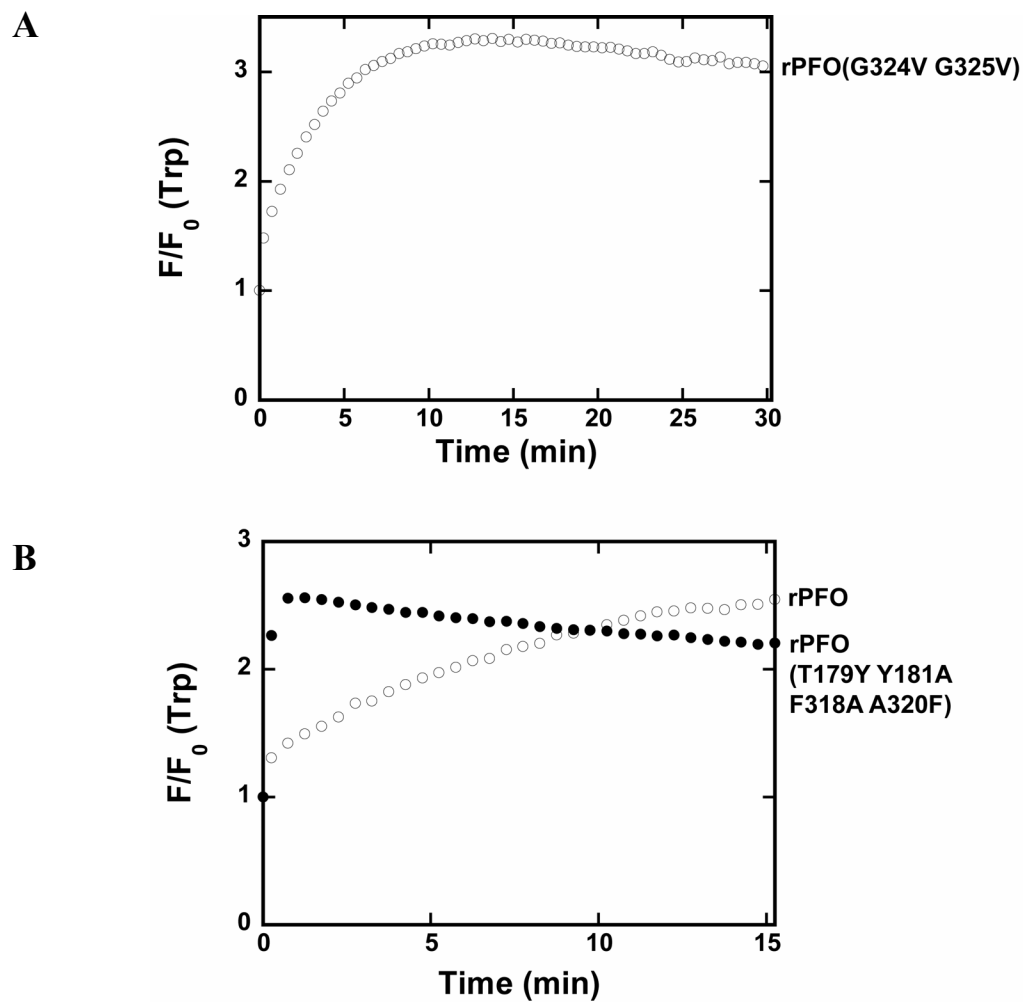 A
3
2
1
0
F/F0 (Trp)
rPFO(G324V G325V)
0 5 10 15 20 25 30
Time (min)
B
3
2
1
0
F/F0 (Trp)
rPFO
rPFO
(T179Y Y181A
F318A A320F)
0 5 10 15
Time (min)